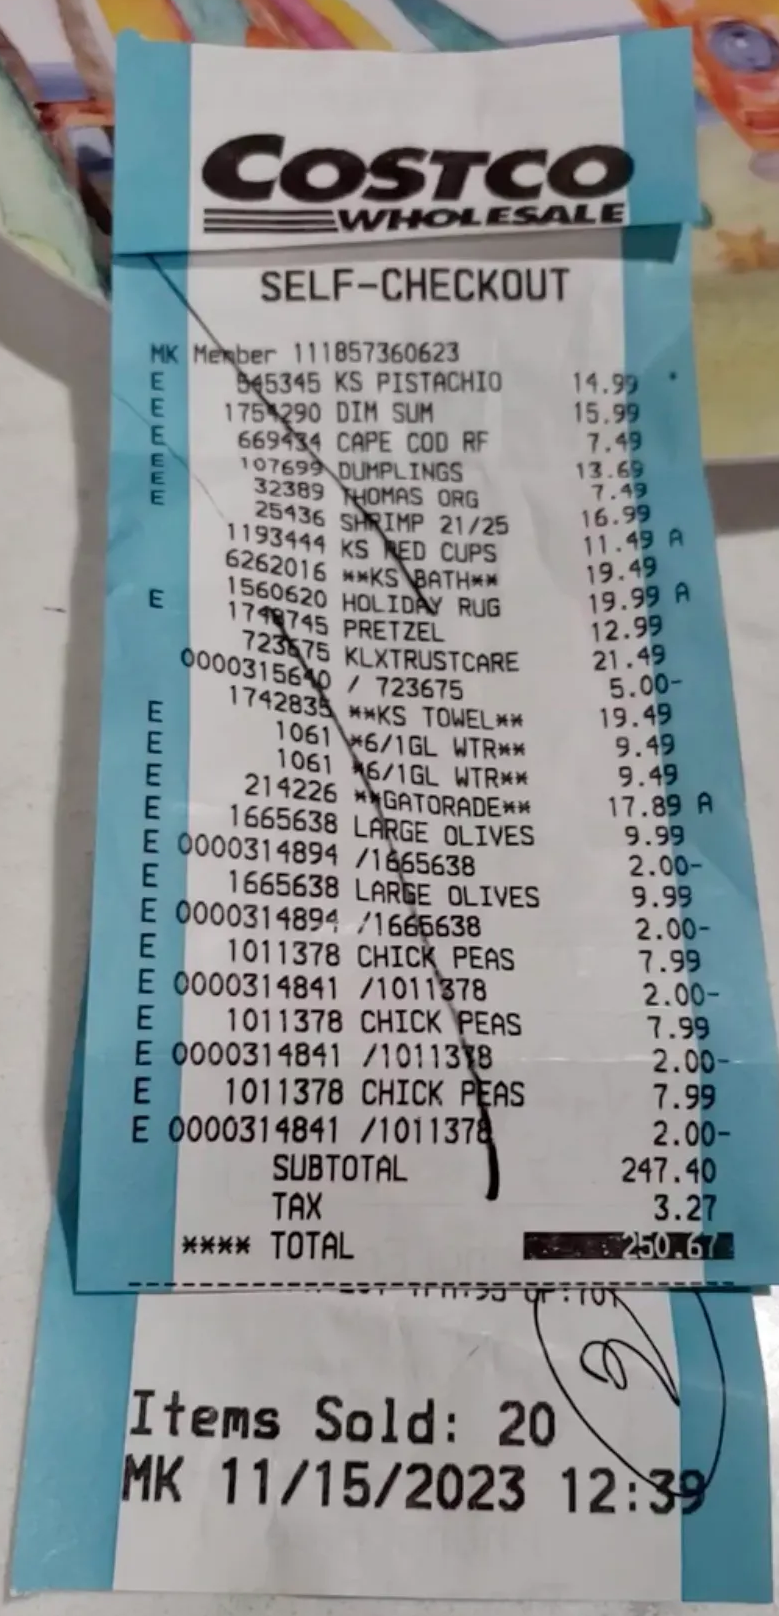 COSTCO
WHOLESALE
SELF-CHECKOUT
MK Member 111857360623
E 545345 KS PISTACHIO 14.99
E 1754290 DIM SUM 15.99
E 669434 CAPE COD RF 7.49
E 107699 DUMPLINGS 13.69
E 32389 THOMAS ORG 7.49
E 25436 SHRIMP 21/25 16.99
1193444 KS RED CUPS 11.49 A
6262016 **KS BATH** 19.49
1560620 HOLIDAY RUG 19.99 A
E 1749745 PRETZEL 12.99
723675 KLXTRUSTCARE 21.49
0000315640 / 723675 5.00-
1742835 **KS TOWEL** 19.49
E 1061 *6/1GL WTR** 9.49
E 1061 *6/1GL WTR** 9.49
E 214226 **GATORADE** 17.89 A
E 1665638 LARGE OLIVES 9.99
E 0000314894 /1665638 2.00-
E 1665638 LARGE OLIVES 9.99
E 0000314894 /1665638 2.00-
E 1011378 CHICK PEAS 7.99
E 0000314841 /1011378 2.00-
E 1011378 CHICK PEAS 7.99
E 0000314841 /1011378 2.00-
E 1011378 CHICK PEAS 7.99
E 0000314841 /1011378 2.00-
SUBTOTAL 247.40
TAX 3.27
**** TOTAL 250.67
Items Sold: 20
MK 11/15/2023 12:39